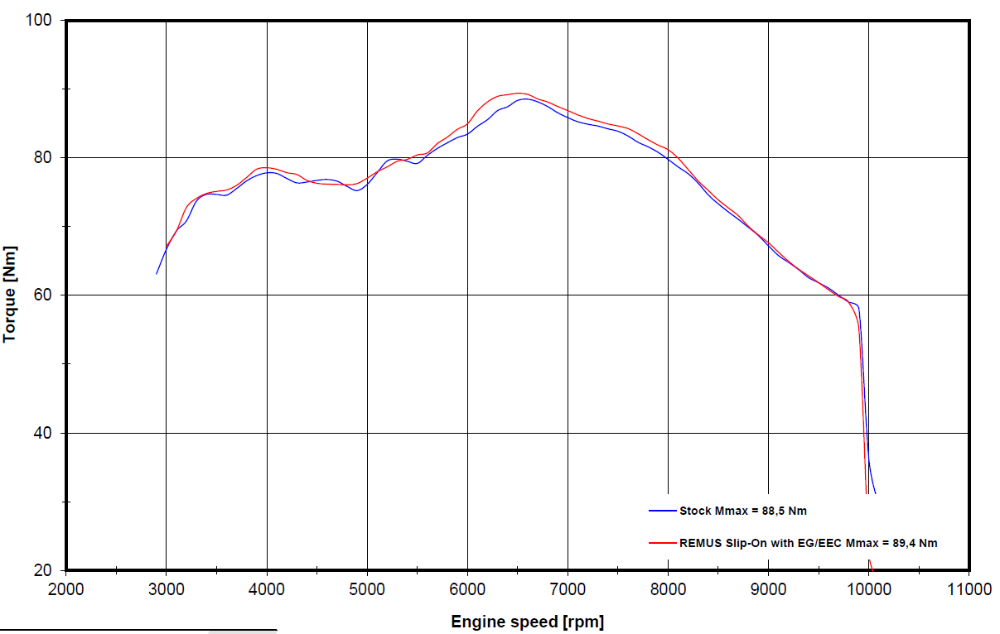 100
80
60
40
20
Torque [Nm]
Stock Mmax = 88,5 Nm
REMUS Slip-On with EG/EEC Mmax = 89,4 Nm
2000 3000 4000 5000 6000 7000 8000 9000 10000 11000
Engine speed [rpm]